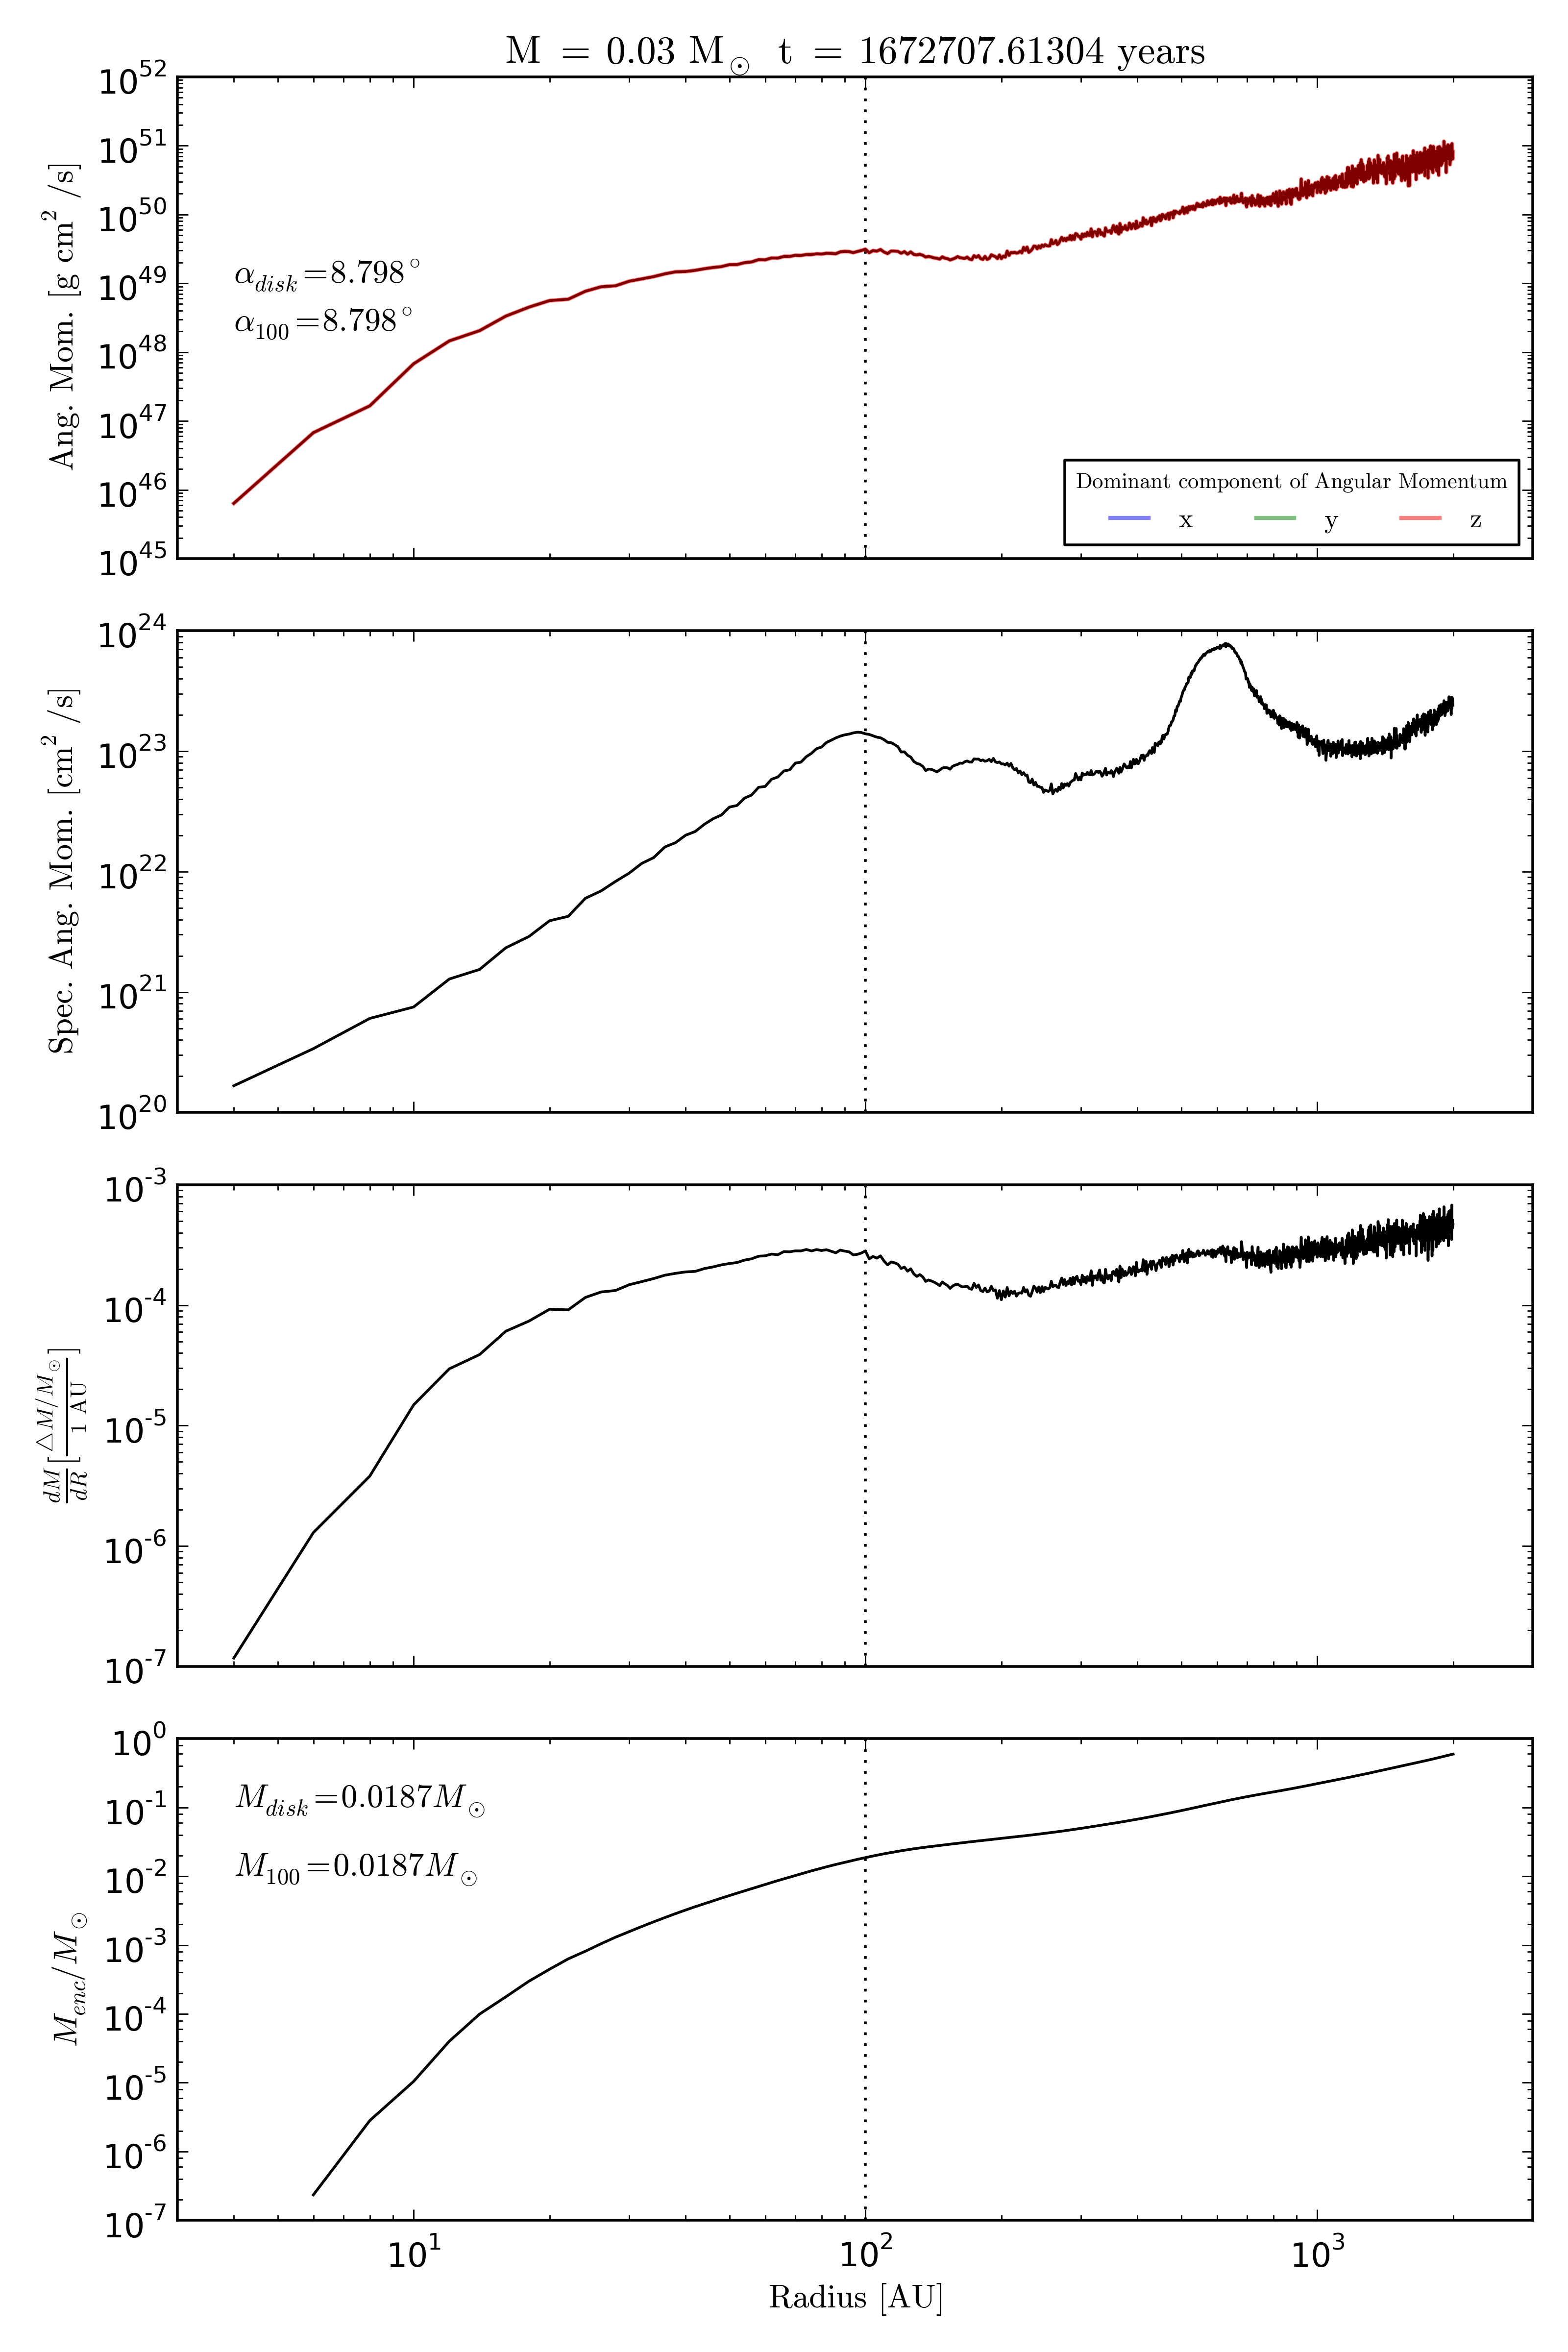 M = 0.03 M⊙ t = 1672707.61304 years
10^52
10^51
10^50
10^49
10^48
10^47
10^46
10^45
Ang. Mom. [g cm^2 /s]
α_disk=8.798°
α_100=8.798°
Dominant component of Angular Momentum
x y z
10^24
10^23
10^22
10^21
10^20
Spec. Ang. Mom. [cm^2 /s]
10^-3
10^-4
10^-5
10^-6
10^-7
dM/dR [△M/M⊙ / 1 AU]
10^0
10^-1
10^-2
10^-3
10^-4
10^-5
10^-6
10^-7
M_enc/M⊙
M_disk=0.0187M⊙
M_100=0.0187M⊙
10^1 10^2 10^3
Radius [AU]